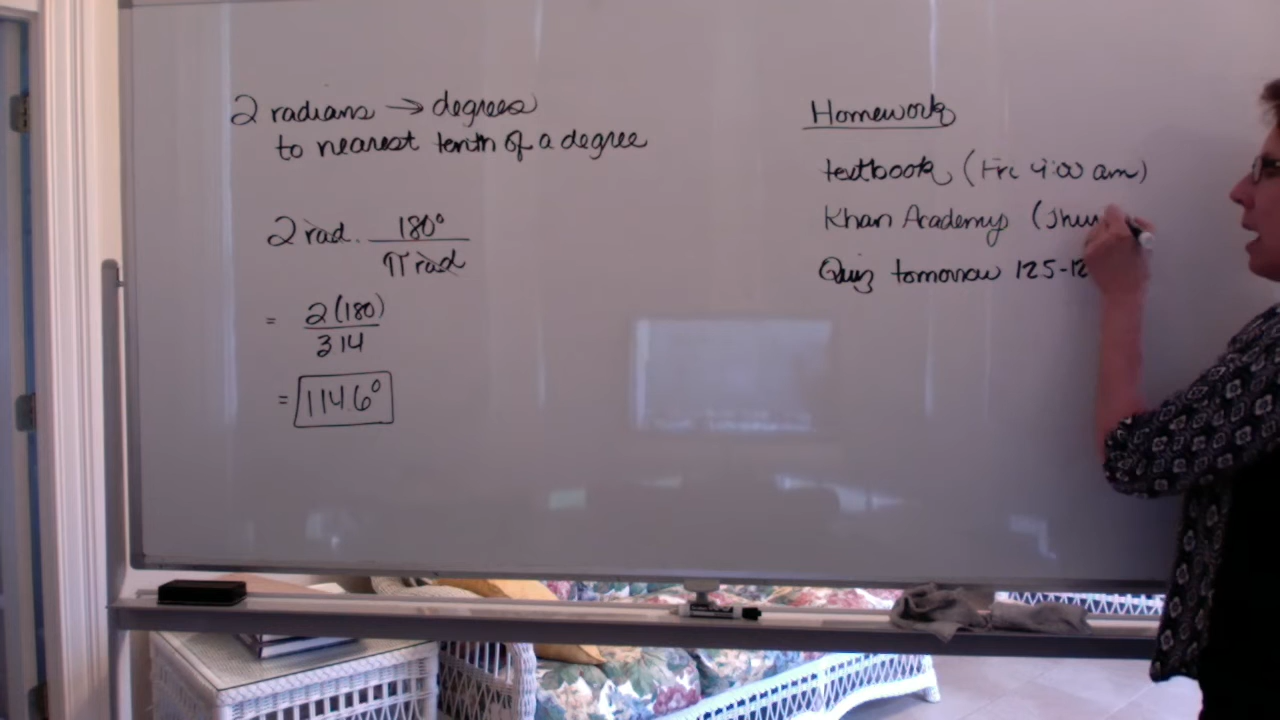 2 radians → degrees
to nearest tenth of a degree
2 rad. 180°
π rad
= 2(180)
3.14
= 114.6°
Homework
textbook (Fri 9:00 am)
Khan Academy (Thu
Quiz tomorrow 125-12